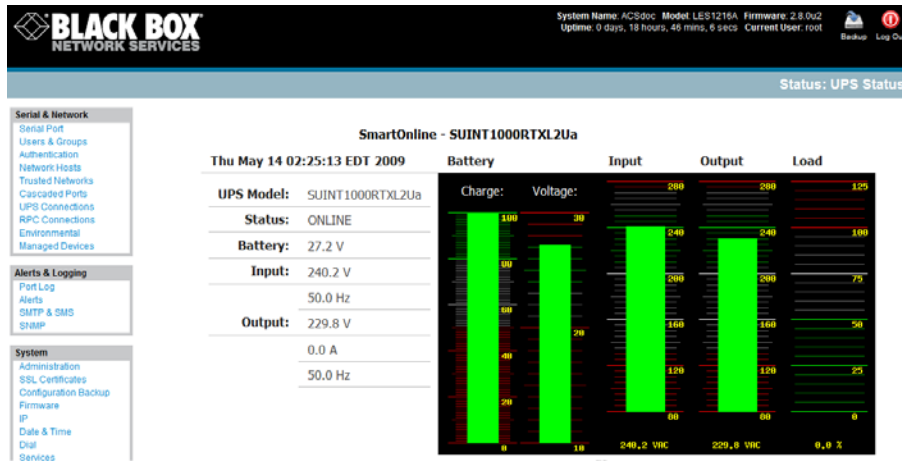 BLACK BOX
NETWORK SERVICES
System Name: ACSdoc Model: LES1216A Firmware: 2.8.0u2
Uptime: 0 days, 18 hours, 46 mins, 6 secs Current User: root
Backup
Log Ou
Status: UPS Status
Serial & Network
Serial Port
Users & Groups
Authentication
Network Hosts
Trusted Networks
Cascaded Ports
UPS Connections
RPC Connections
Environmental
Managed Devices
Alerts & Logging
Port Log
Alerts
SMTP & SMS
SNMP
System
Administration
SSL Certificates
Configuration Backup
Firmware
IP
Date & Time
Dial
Services
SmartOnline - SUINT1000RTXL2Ua
Thu May 14 02:25:13 EDT 2009
Battery
Input
Output
Load
UPS Model: SUINT1000RTXL2Ua
Status: ONLINE
Battery: 27.2 V
Input: 240.2 V
50.0 Hz
Output: 229.8 V
0.0 A
50.0 Hz
Charge:
100
80
60
40
20
0
Voltage:
30
20
10
280
240
200
160
120
80
240.2 VAC
280
240
200
160
120
80
229.8 VAC
125
100
75
50
25
0
0.0 %